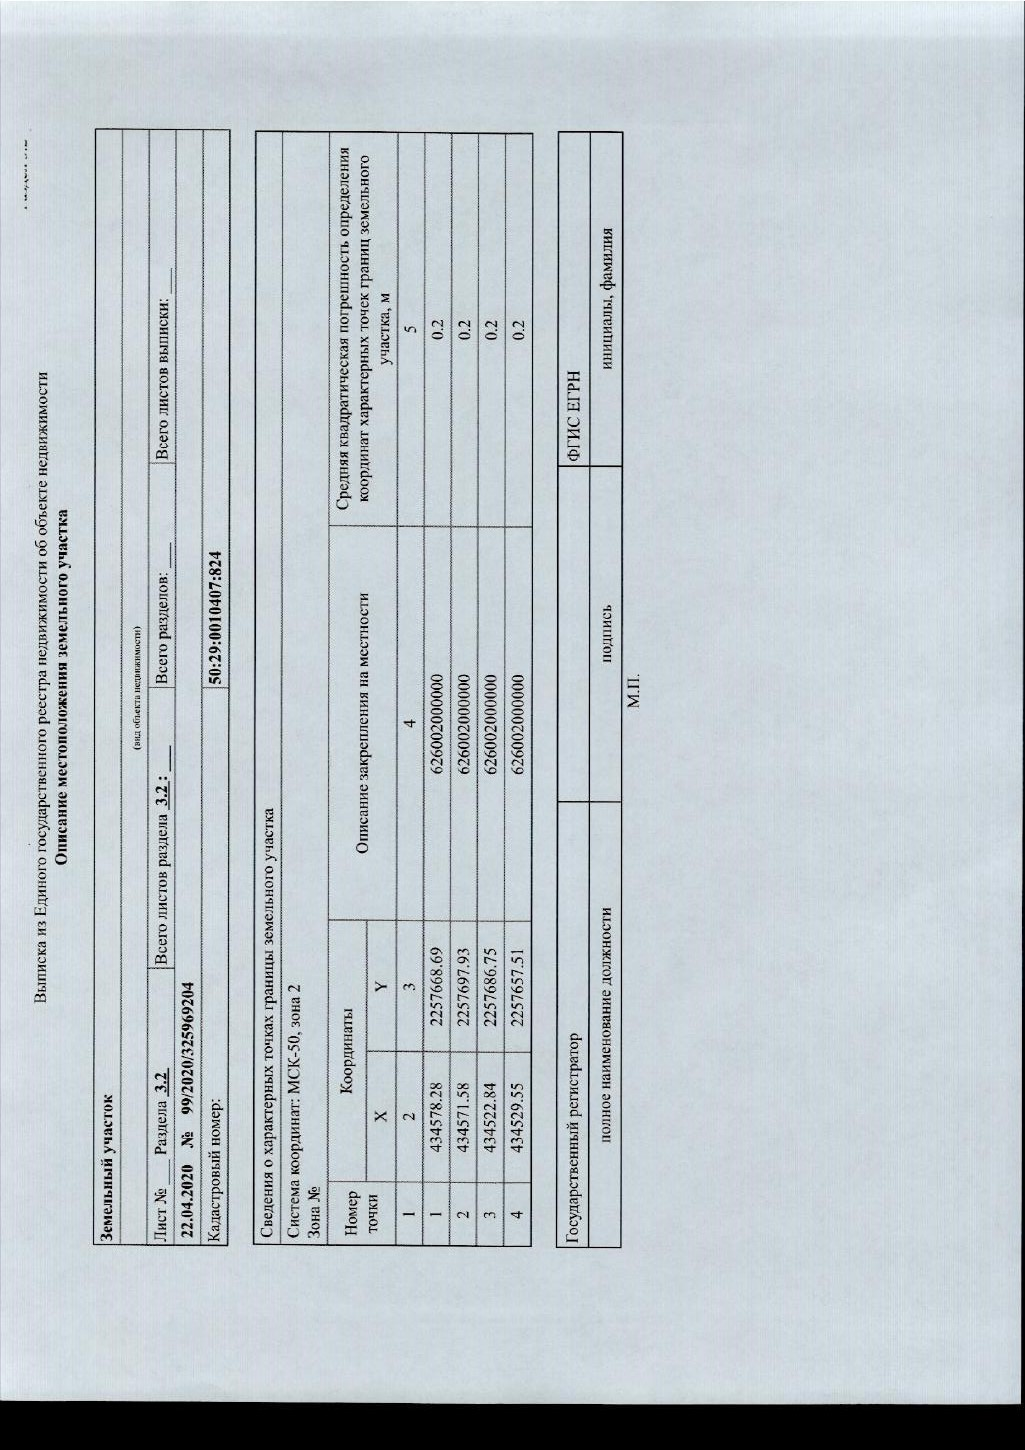 Выписка из Единого государственного реестра недвижимости об объекте недвижимости
Описание местоположения земельного участка
Земельный участок
(вид объекта недвижимости)
Лист № ___ Раздела 3.2 Всего листов раздела 3.2 : ___ Всего разделов: ___ Всего листов выписки: ___
22.04.2020 № 99/2020/325969204
Кадастровый номер: 50:29:0010407:824
Сведения о характерных точках границы земельного участка
Система координат: МСК-50, зона 2
Зона №
Номер точки Координаты Описание закрепления на местности Средняя квадратическая погрешность определения
координат характерных точек границ земельного
участка, м
X Y
1 2 3 4 5
1 434578.28 2257668.69 626002000000 0.2
2 434571.58 2257697.93 626002000000 0.2
3 434522.84 2257686.75 626002000000 0.2
4 434529.55 2257657.51 626002000000 0.2
Государственный регистратор ФГИС ЕГРН
полное наименование должности подпись инициалы, фамилия
М.П.